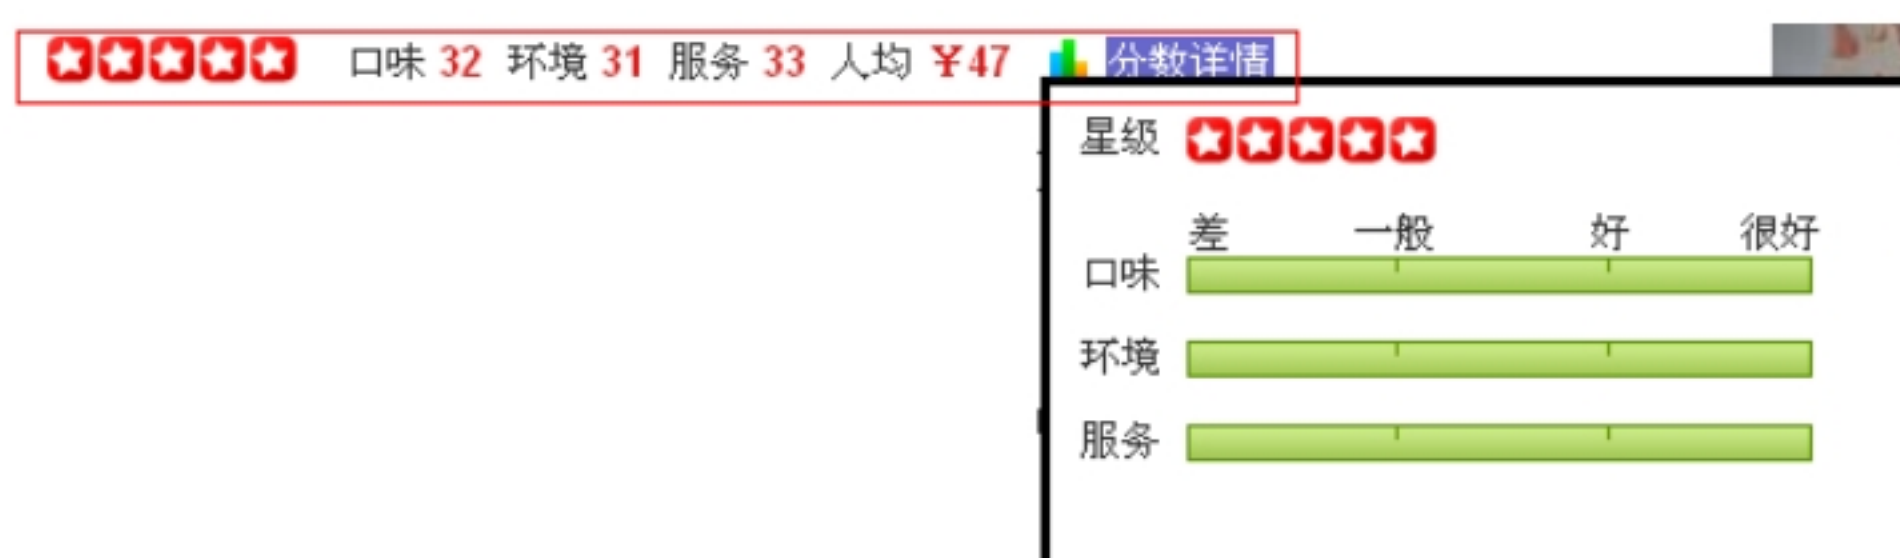 口味 32 环境 31 服务 33 人均 ¥47 分数详情
星级
差 一般 好 很好
口味
环境
服务